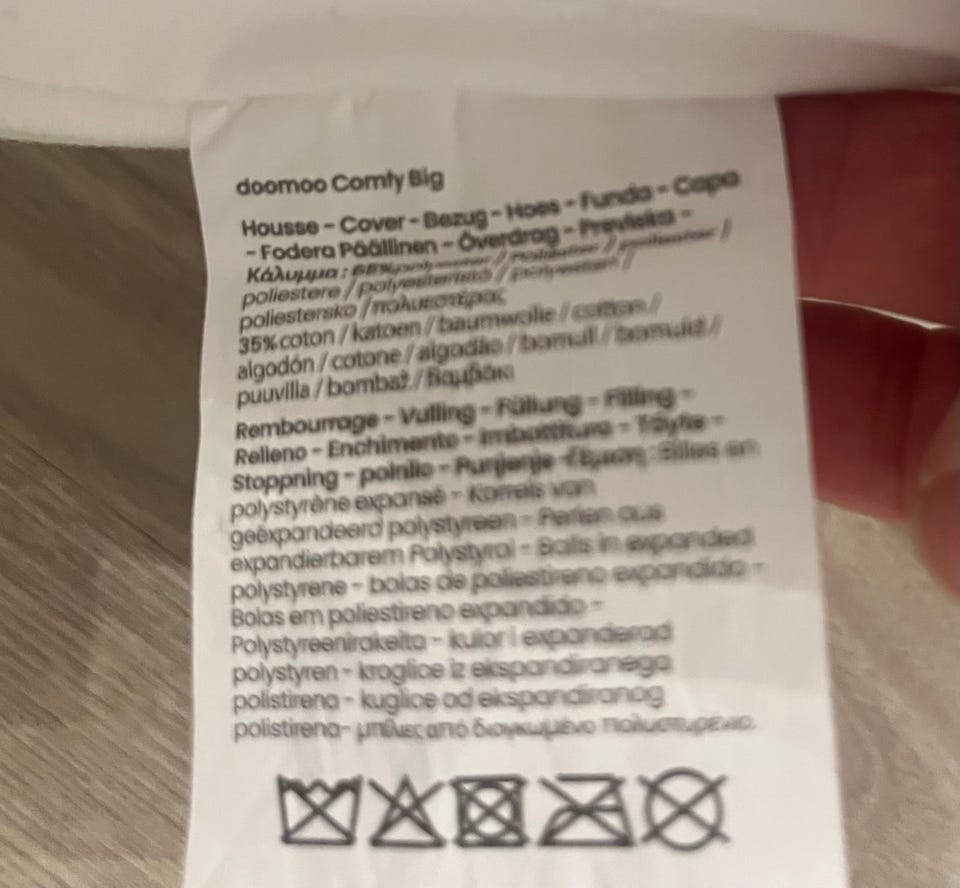 doomoo Comfy Big
Housse - Cover - Bezug - Hoes - Funda - Capa
- Fodera Päällinen - Överdrag - Prevleka -
Κάλυμμα : 65% polyester / /
poliestere / polyesteristä / /
poliestersko / πολυεστέρας
35% coton / katoen / baumwolle / cotton /
algodón / cotone / algodão / bomull / bomuld /
puuvilla / bombaž / Βαμβάκι
Rembourrage - Vulling - Füllung - Filling -
Relleno - Enchimento - Imbottitura - Täyte -
Stoppning - polnilo - Punjenje - : Billes en
polystyrène expansé - Korrels van
geëxpandeerd polystyreen - Perlen aus
expandierbarem Polystyrol - Balls in expanded
polystyrene - bolas de poliestireno expandido -
Bolas em poliestireno expandido -
Polystyreenirakeita - kulor i expanderad
polystyren - kroglice iz ekspandiranega
polistirena - kuglice od ekspandiranog
polistirena- μπίλιες από διογκωμένο πολυστυρένιο